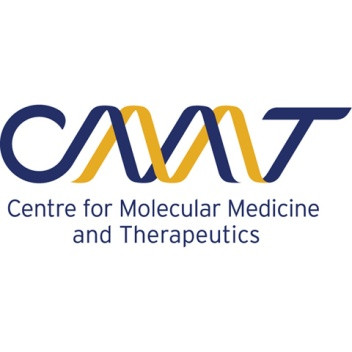 CMMT
Centre for Molecular Medicine
and Therapeutics